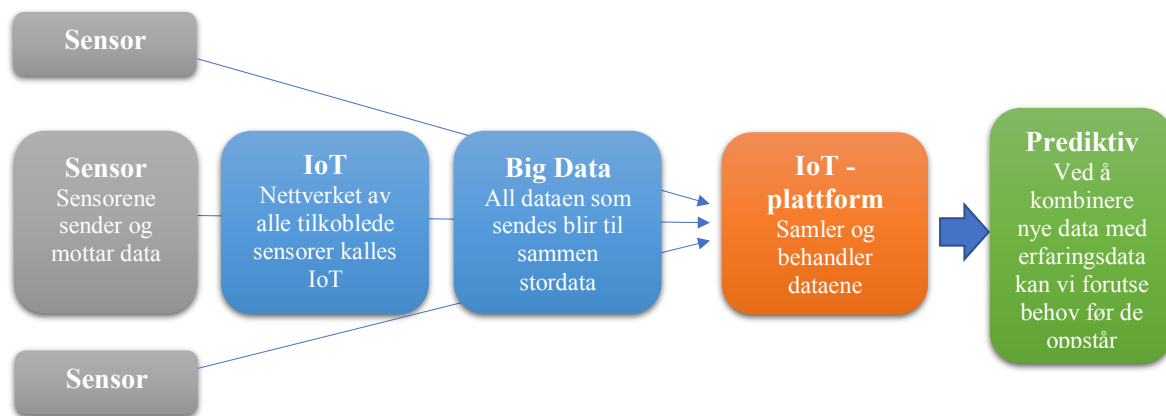 Sensor
Sensor
Sensorene
sender og
mottar data
Sensor
IoT
Nettverket av
alle tilkoblede
sensorer kalles
IoT
Big Data
All dataen som
sendes blir til
sammen
stordata
IoT -
plattform
Samler og
behandler
dataene
Prediktiv
Ved å
kombinere
nye data med
erfaringsdata
kan vi forutse
behov før de
oppstår